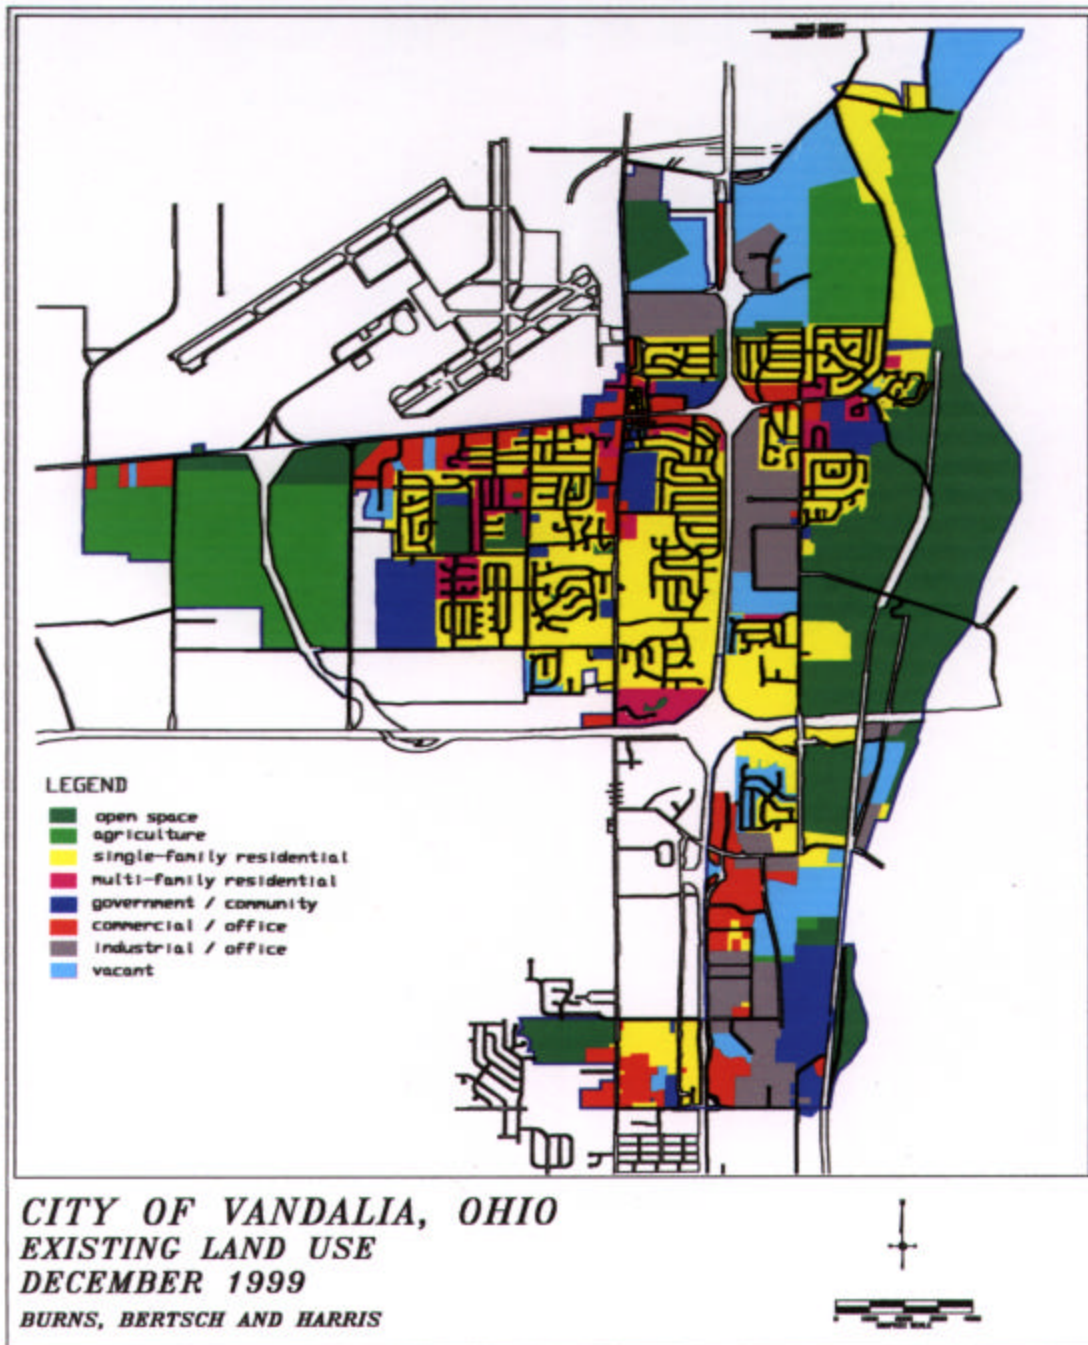 LEGEND
open space
agriculture
single-family residential
multi-family residential
government / community
commercial / office
industrial / office
vacant
CITY OF VANDALIA, OHIO
EXISTING LAND USE
DECEMBER 1999
BURNS, BERTSCH AND HARRIS